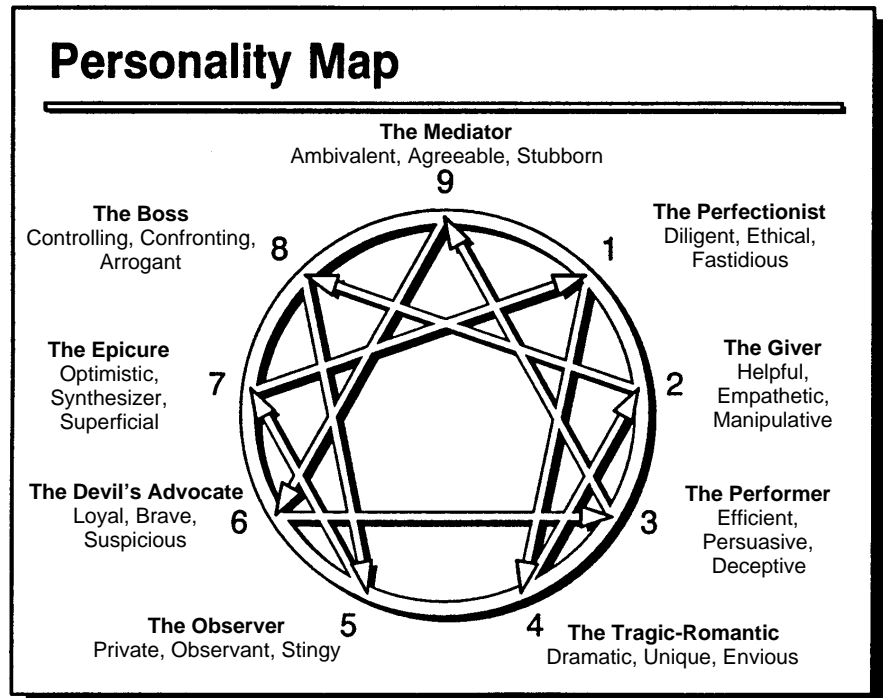 Personality Map
The Mediator
Ambivalent, Agreeable, Stubborn
9
The Boss
Controlling, Confronting,
Arrogant
8
1
The Perfectionist
Diligent, Ethical,
Fastidious
The Epicure
Optimistic,
Synthesizer,
Superficial
7
2
The Giver
Helpful,
Empathetic,
Manipulative
The Devil's Advocate
Loyal, Brave,
Suspicious
6
3
The Performer
Efficient,
Persuasive,
Deceptive
The Observer
Private, Observant, Stingy
5
4
The Tragic-Romantic
Dramatic, Unique, Envious